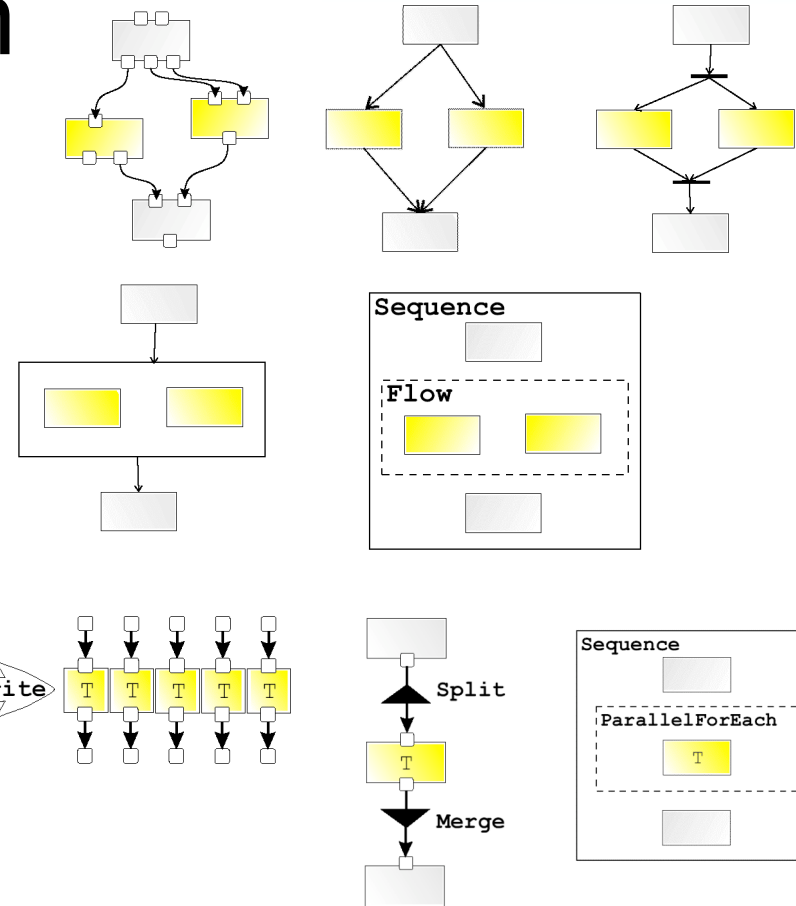 Sequence
Flow
T T T T T
Split
T
Merge
Sequence
ParallelForEach
T